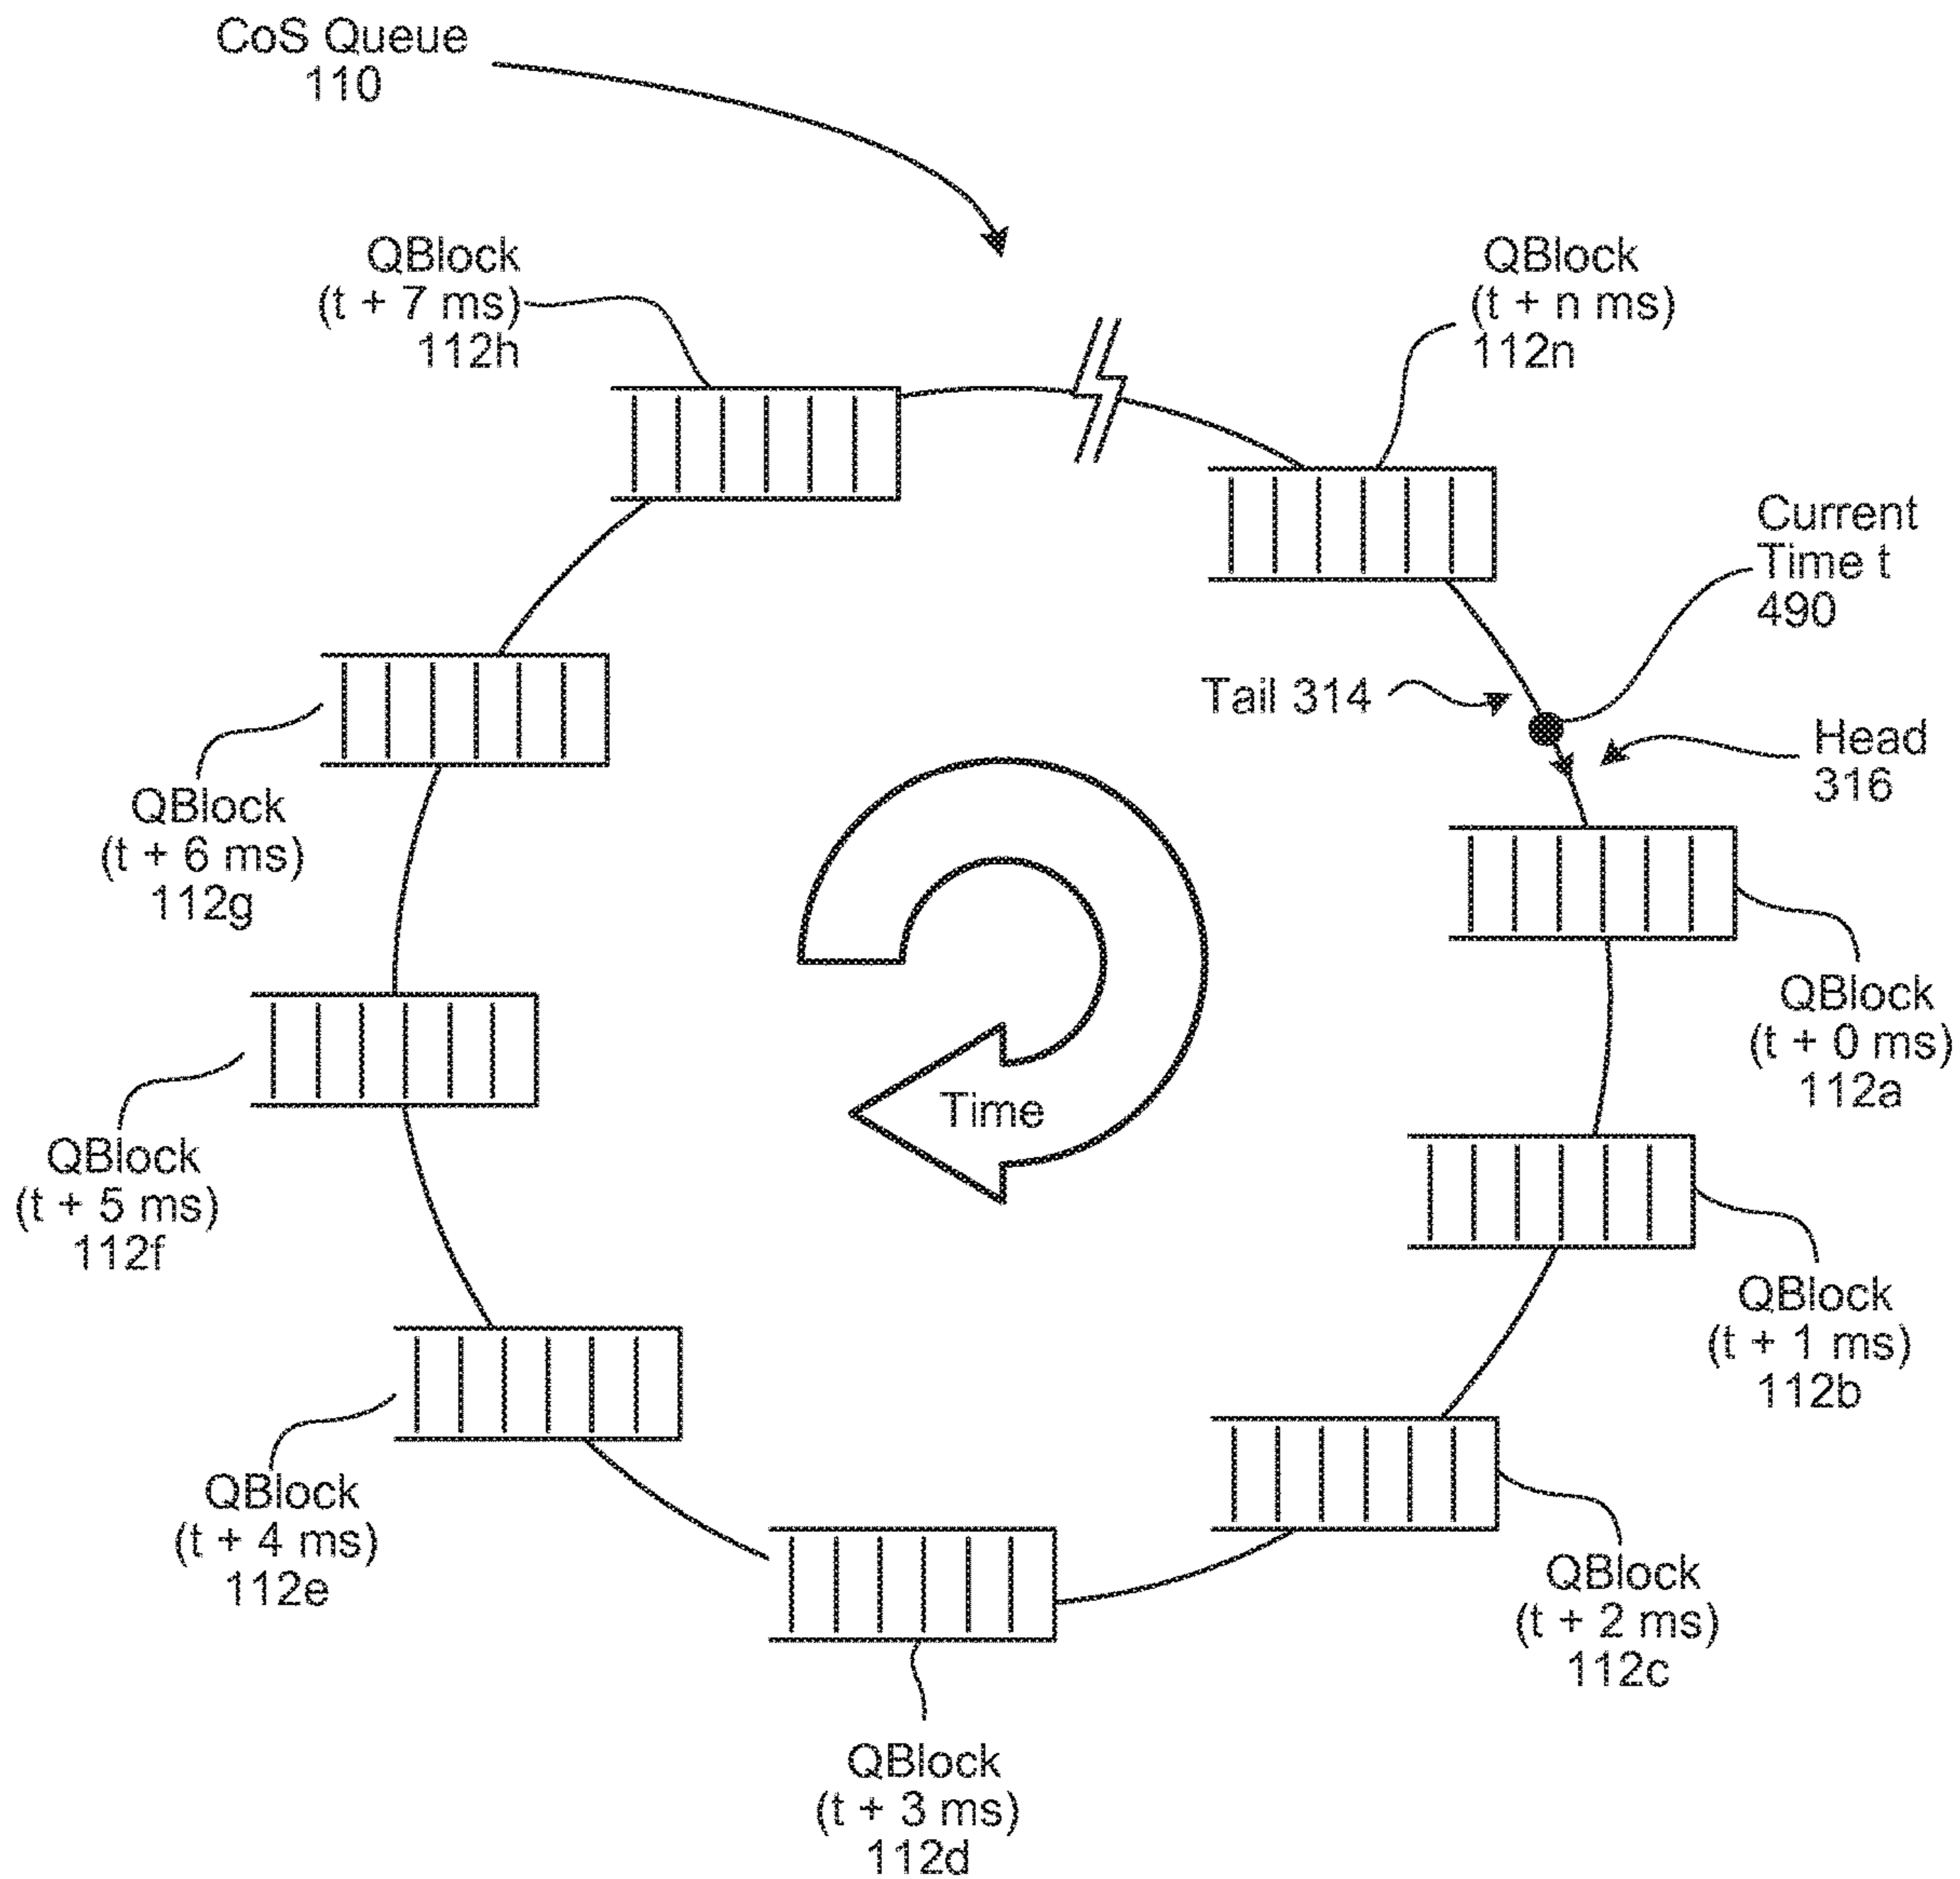 CoS Queue
110
QBlock
(t + 7 ms)
112h
QBlock
(t + n ms)
112n
Current
Time t
490
Tail 314
Head
316
QBlock
(t + 6 ms)
112g
QBlock
(t + 0 ms)
112a
Time
QBlock
(t + 5 ms)
112f
QBlock
(t + 1 ms)
112b
QBlock
(t + 4 ms)
112e
QBlock
(t + 2 ms)
112c
QBlock
(t + 3 ms)
112d